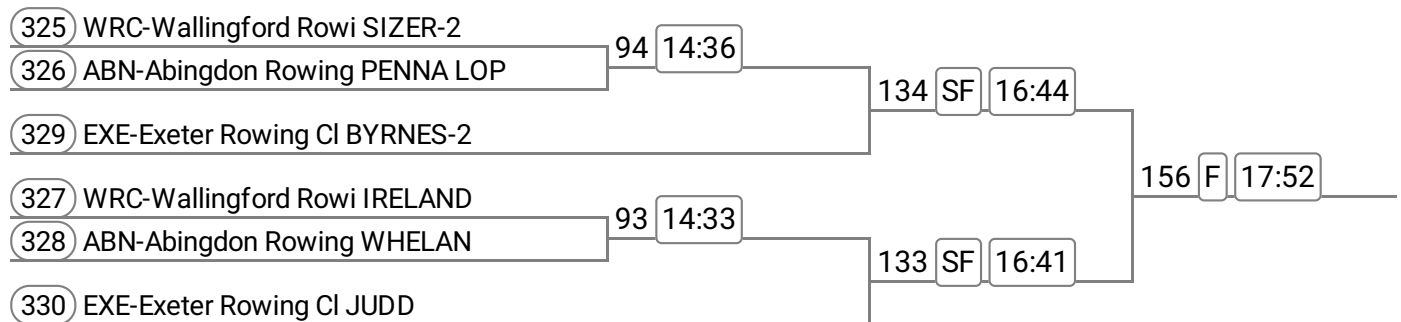 325 WRC-Wallingford Rowi SIZER-2
94 14:36
326 ABN-Abingdon Rowing PENNA LOP
134 SF 16:44
329 EXE-Exeter Rowing Cl BYRNES-2
156 F 17:52
327 WRC-Wallingford Rowi IRELAND
93 14:33
328 ABN-Abingdon Rowing WHELAN
133 SF 16:41
330 EXE-Exeter Rowing Cl JUDD